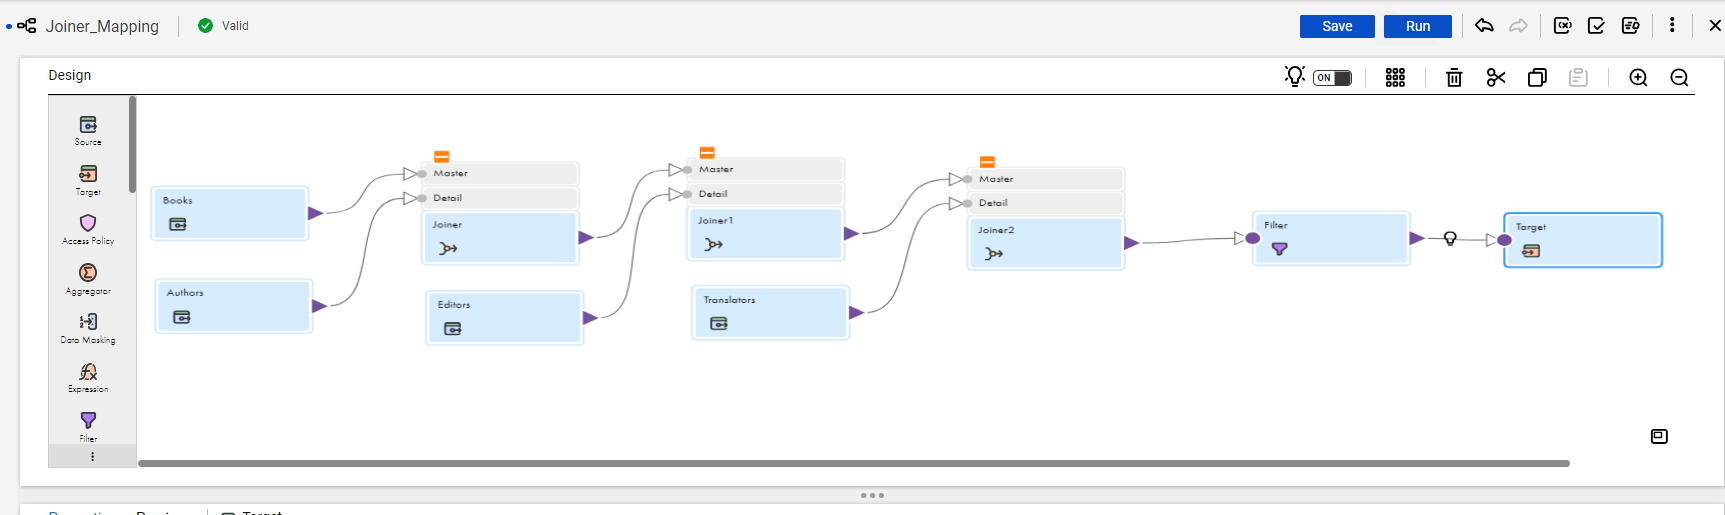 Joiner_Mapping
Valid
Save
Run
Design
ON
Source
Target
Access Policy
Aggregator
Data Masking
Expression
Filter
Books
Authors
Master
Detail
Joiner
Editors
Master
Detail
Joiner1
Translators
Master
Detail
Joiner2
Filter
Target
Target